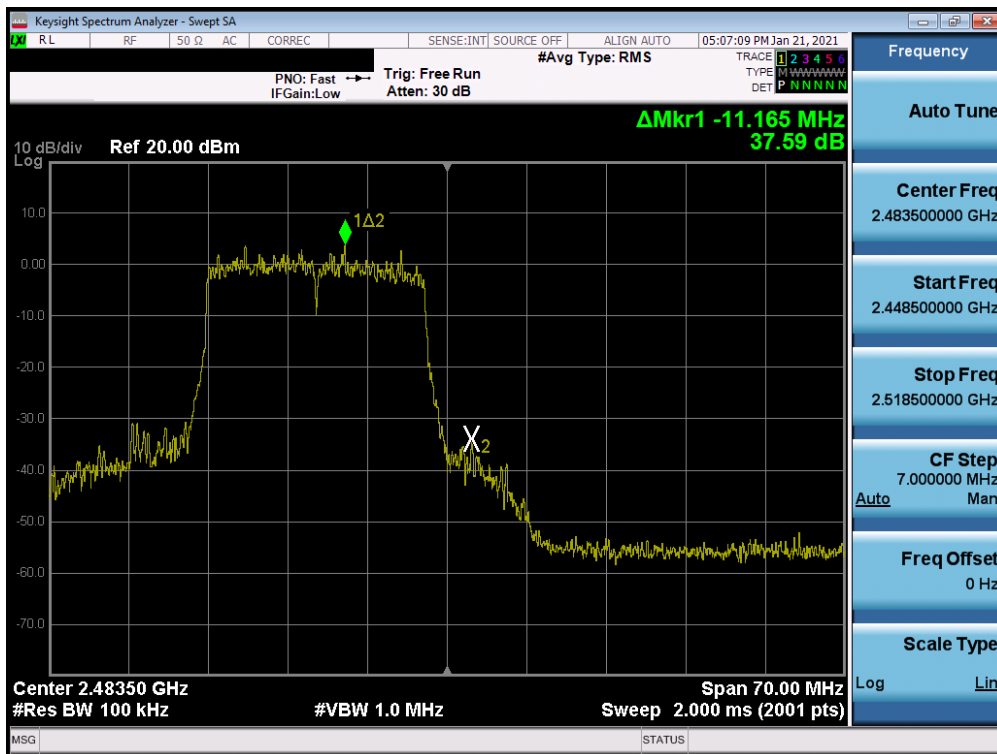 Keysight Spectrum Analyzer - Swept SA
LXI RL RF 50 Ω AC CORREC SENSE:INT SOURCE OFF ALIGN AUTO 05:07:09 PM Jan 21, 2021
PNO: Fast Trig: Free Run #Avg Type: RMS TRACE 1 2 3 4 5 6
IFGain:Low Atten: 30 dB TYPE M W W W W W
DET P N N N N N
ΔMkr1 -11.165 MHz
37.59 dB
10 dB/div Ref 20.00 dBm
Log
10.0
0.00
-10.0
-20.0
-30.0
-40.0
-50.0
-60.0
-70.0
1Δ2
X2
Center 2.48350 GHz Span 70.00 MHz
#Res BW 100 kHz #VBW 1.0 MHz Sweep 2.000 ms (2001 pts)
MSG STATUS
Frequency
Auto Tune
Center Freq
2.483500000 GHz
Start Freq
2.448500000 GHz
Stop Freq
2.518500000 GHz
CF Step
7.000000 MHz
Auto Man
Freq Offset
0 Hz
Scale Type
Log Lin